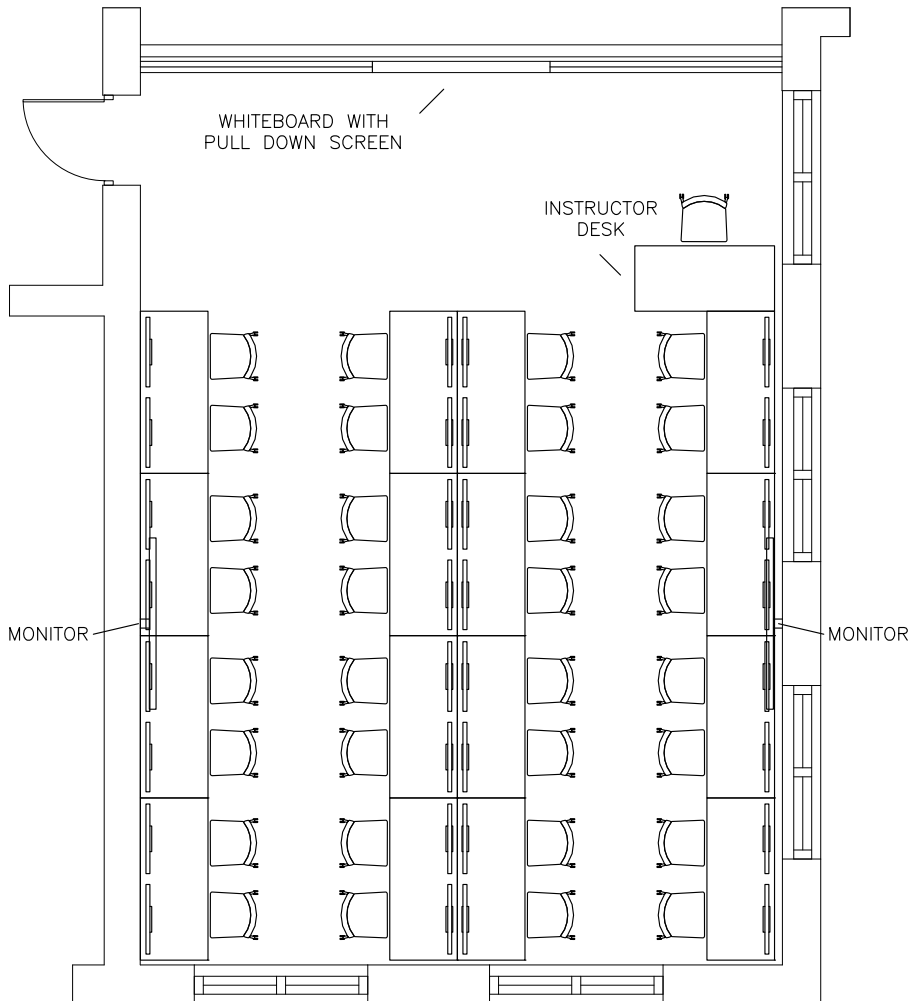 WHITEBOARD WITH
PULL DOWN SCREEN
INSTRUCTOR
DESK
MONITOR
MONITOR